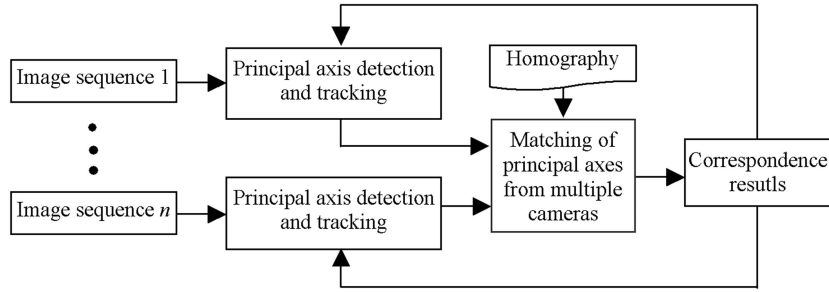 Image sequence 1
Principal axis detection
and tracking
Homography
Matching of
principal axes
from multiple
cameras
Correspondence
resutls
Image sequence n
Principal axis detection
and tracking